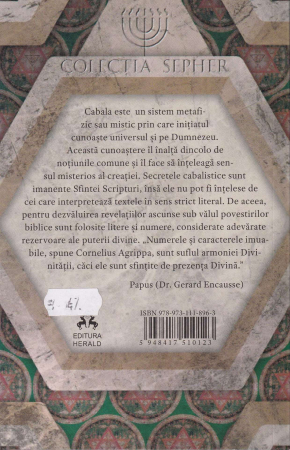 COLECȚIA SEPHER
Cabala este un sistem metafi-
zic sau mistic prin care inițiatul
cunoaște universul și pe Dumnezeu.
Această cunoaștere îl înalță dincolo de
noțiunile comune și îl face să înțeleagă sen-
sul misterios al creației. Secretele cabalistice sunt
imanente Sfintei Scripturi, însă ele nu pot fi înțelese de
cei care interpretează textele în sens strict literal. De aceea,
pentru dezvăluirea revelațiilor ascunse sub vălul povestirilor
biblice sunt folosite litere și numere, considerate adevărate
rezervoare ale puterii divine. „Numerele și caracterele imua-
bile, spune Cornelius Agrippa, sunt suflul armoniei Divi-
nității, căci ele sunt sfințite de prezența Divină."
Papus (Dr. Gerard Encausse)
ISBN 978-973-111-896-3
EDITURA
HERALD
5 948417 510123